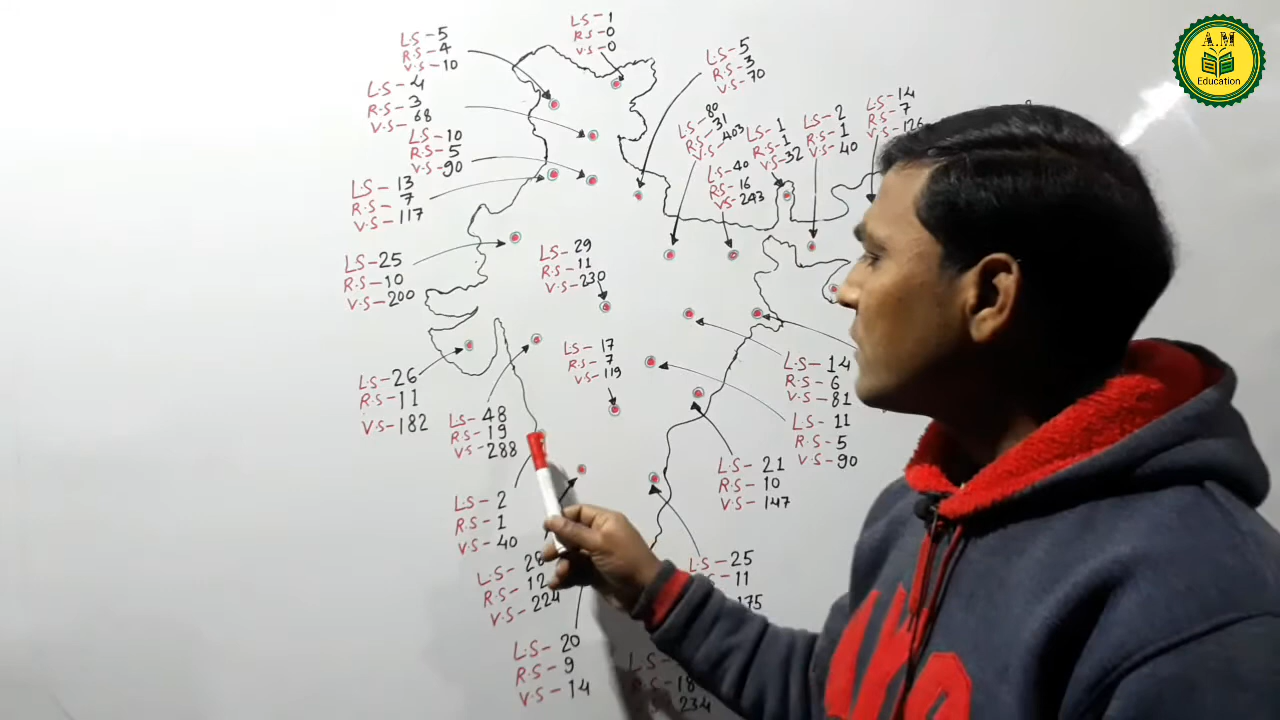 A.M
Education
L.S-5
R.S-4
V.S-10
L.S-1
R.S-0
V.S-0
L.S-5
R.S-3
V.S-70
L.S-4
R.S-3
V.S-68
L.S-10
R.S-5
V.S-90
L.S-13
R.S-7
V.S-117
L.S-80
R.S-31
V.S-403
L.S-1
R.S-1
V.S-32
L.S-2
R.S-1
V.S-40
L.S-14
R.S-7
V.S-126
L.S-40
R.S-16
V.S-243
L.S-25
R.S-10
V.S-200
L.S-29
R.S-11
V.S-230
L.S-26
R.S-11
V.S-182
L.S-17
R.S-7
V.S-119
L.S-48
R.S-19
V.S-288
L.S-14
R.S-6
V.S-81
L.S-11
R.S-5
V.S-90
L.S-21
R.S-10
V.S-147
L.S-2
R.S-1
V.S-40
L.S-28
R.S-12
V.S-224
L.S-25
R.S-11
175
L.S-20
R.S-9
V.S-14
L.S-
R.S-18
234